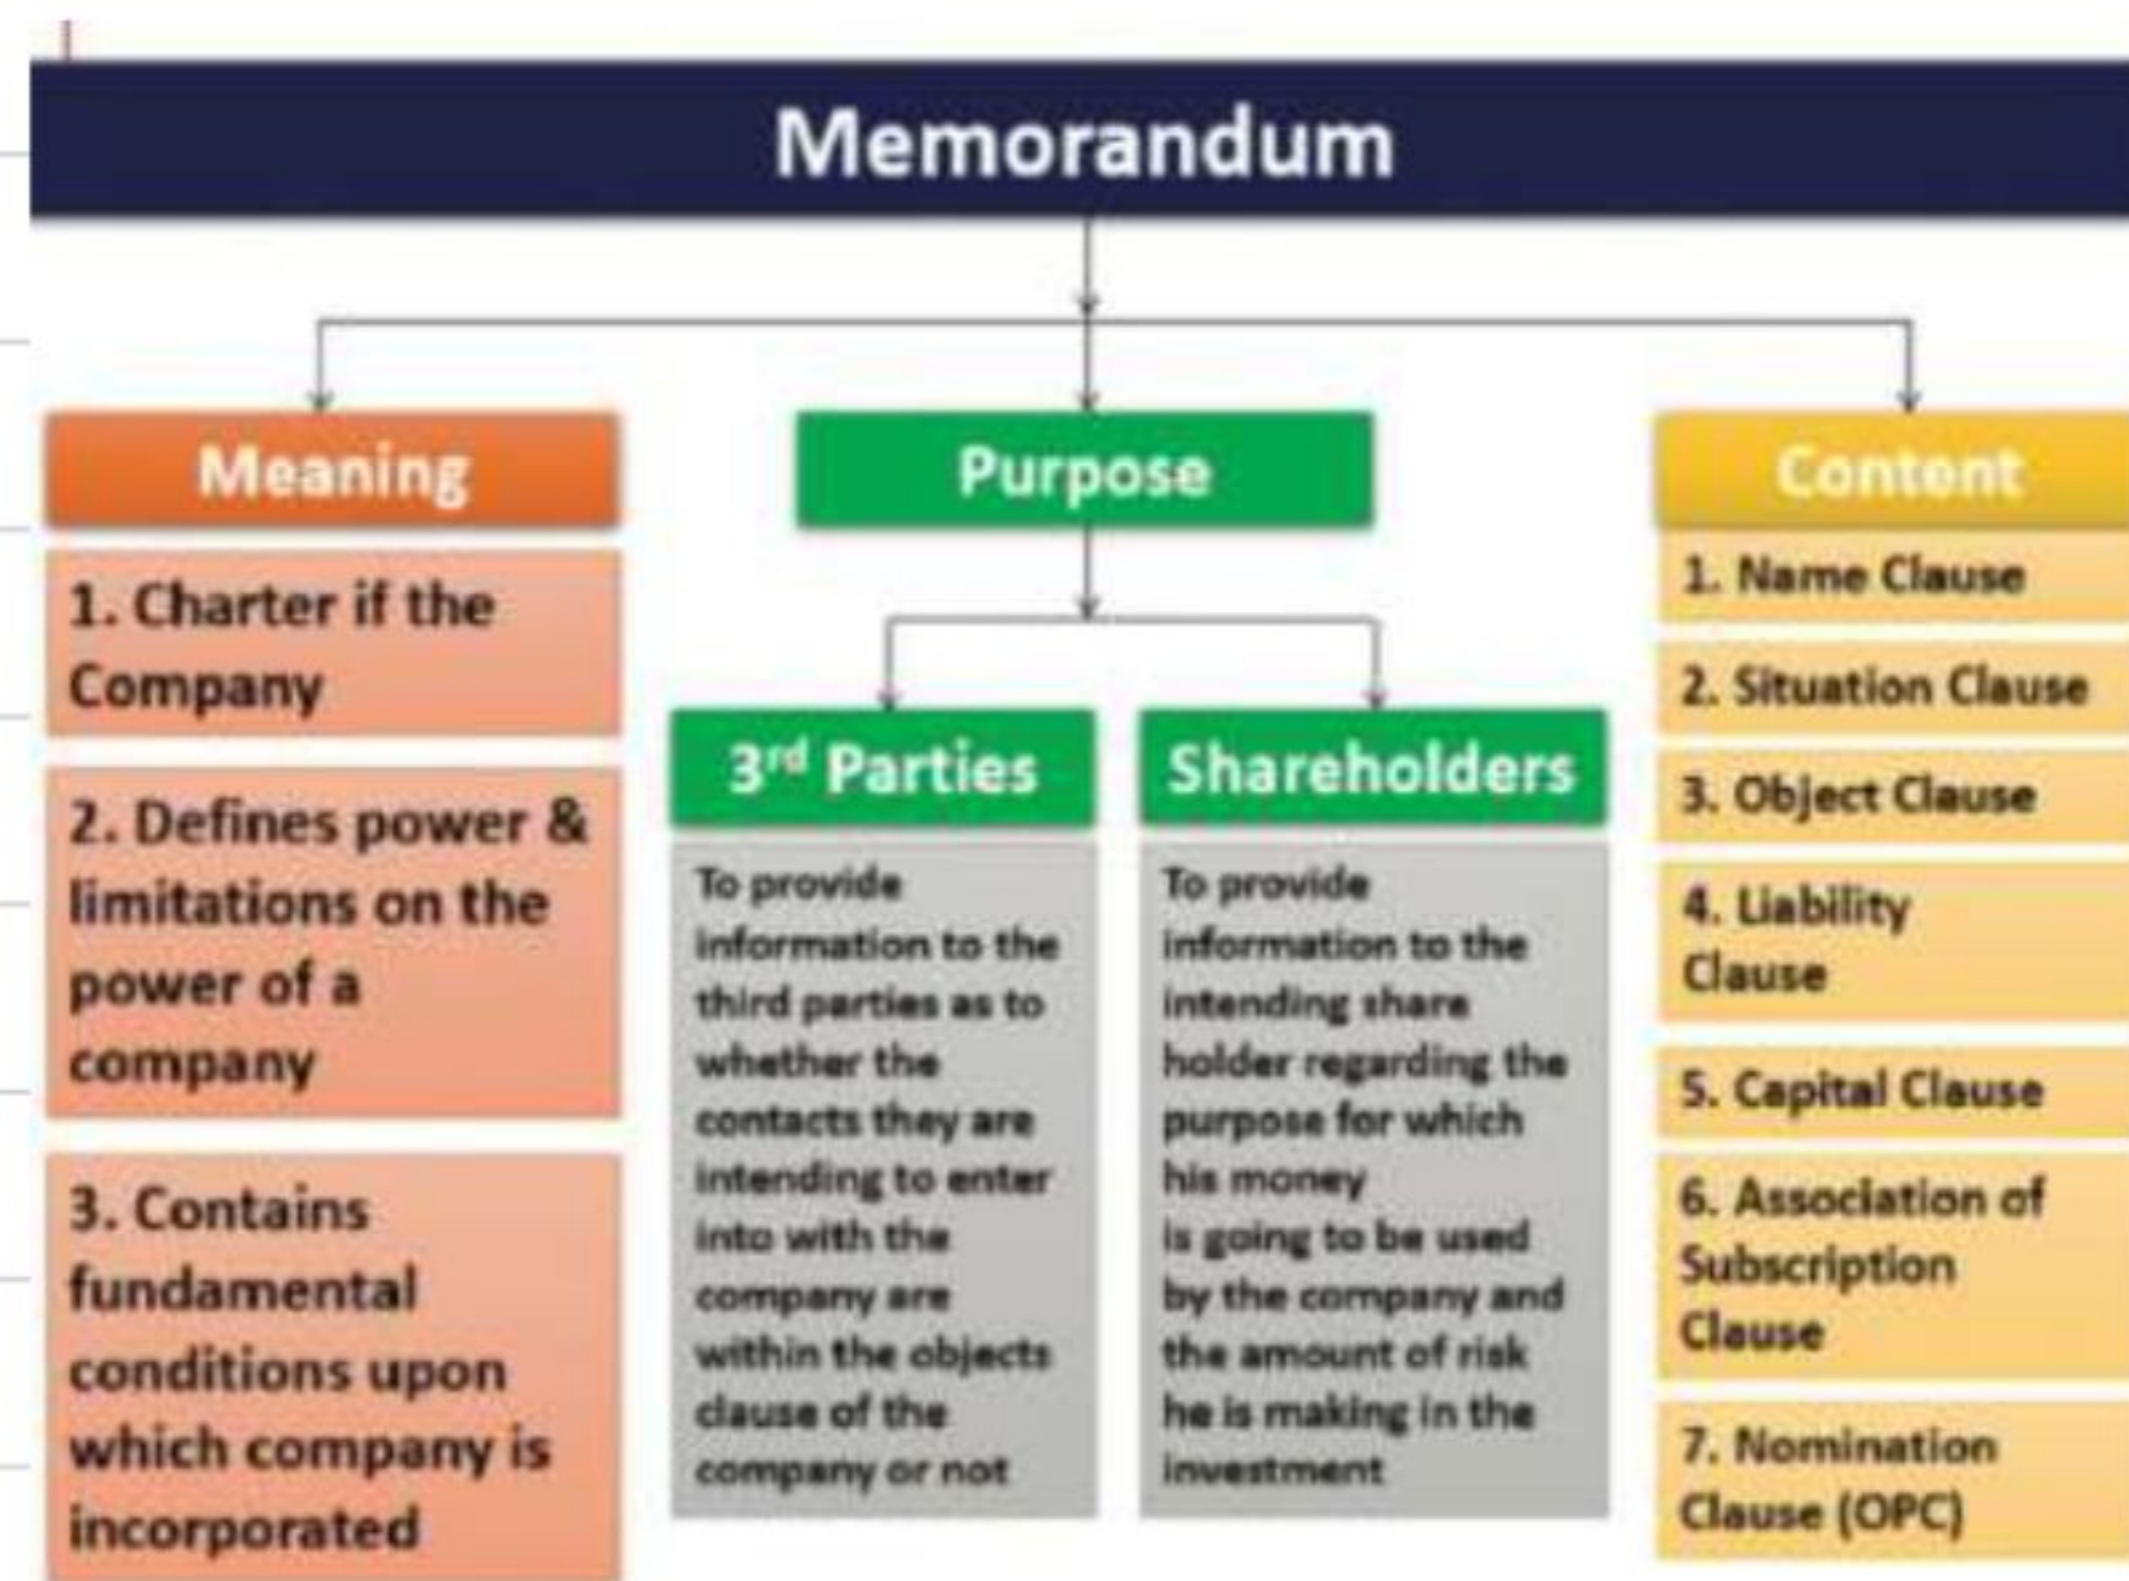 Memorandum
Meaning
1. Charter if the
Company
2. Defines power &
limitations on the
power of a
company
3. Contains
fundamental
conditions upon
which company is
incorporated
Purpose
3rd Parties
To provide
information to the
third parties as to
whether the
contacts they are
intending to enter
into with the
company are
within the objects
clause of the
company or not
Shareholders
To provide
information to the
intending share
holder regarding the
purpose for which
his money
is going to be used
by the company and
the amount of risk
he is making in the
investment
Content
1. Name Clause
2. Situation Clause
3. Object Clause
4. Liability
Clause
5. Capital Clause
6. Association of
Subscription
Clause
7. Nomination
Clause (OPC)